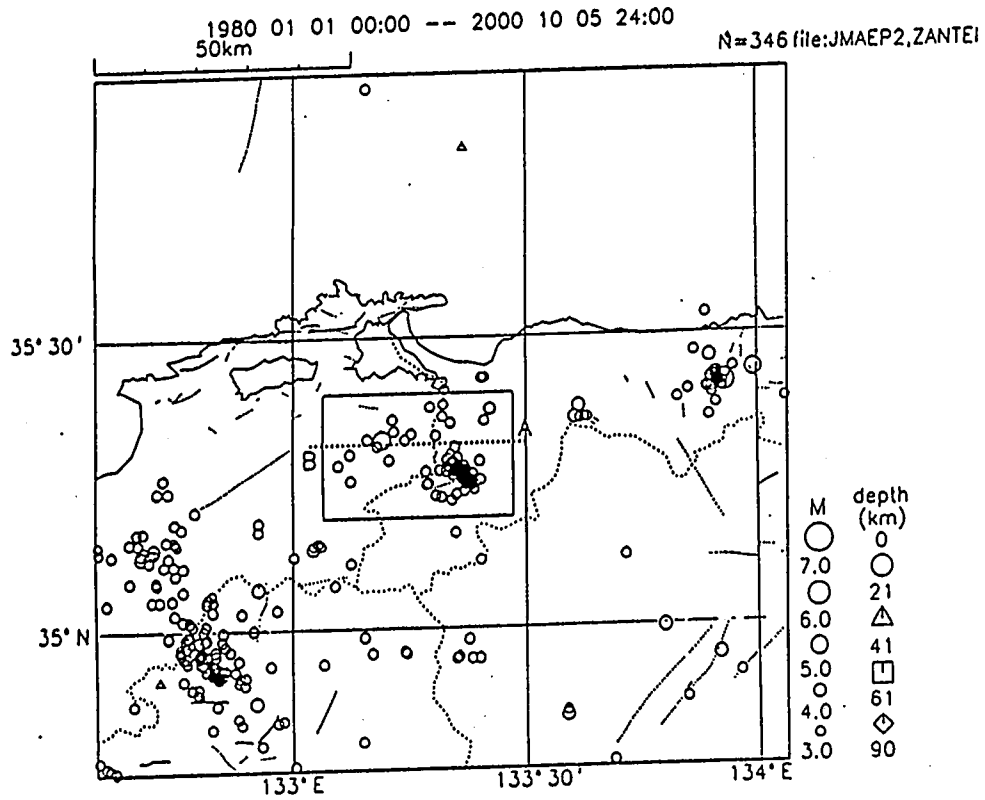 1980 01 01 00:00 -- 2000 10 05 24:00
50km
N=346 file:JMAEP2,ZANTEI
35° 30'
A
35° N
133° E
133° 30'
134° E
M
7.0
6.0
5.0
4.0
3.0
depth
(km)
0
21
41
61
90